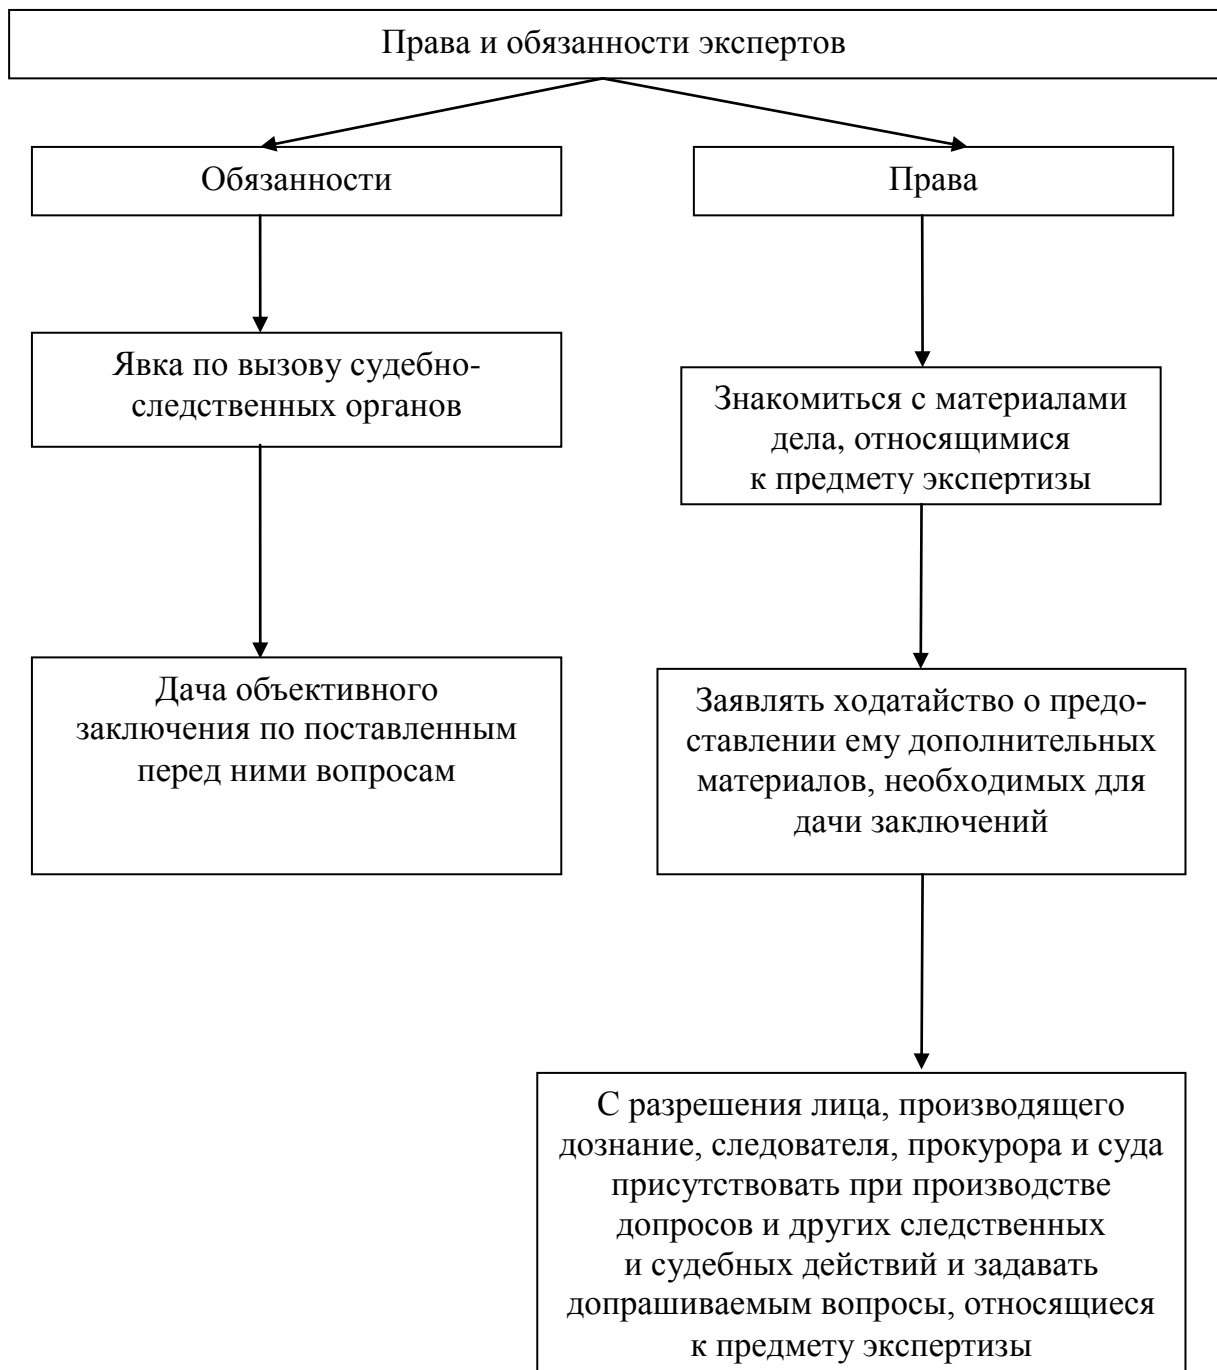 Права и обязанности экспертов
Обязанности
Права
Явка по вызову судебно-
следственных органов
Знакомиться с материалами
дела, относящимися
к предмету экспертизы
Дача объективного
заключения по поставленным
перед ними вопросам
Заявлять ходатайство о предо-
ставлении ему дополнительных
материалов, необходимых для
дачи заключений
С разрешения лица, производящего
дознание, следователя, прокурора и суда
присутствовать при производстве
допросов и других следственных
и судебных действий и задавать
допрашиваемым вопросы, относящиеся
к предмету экспертизы